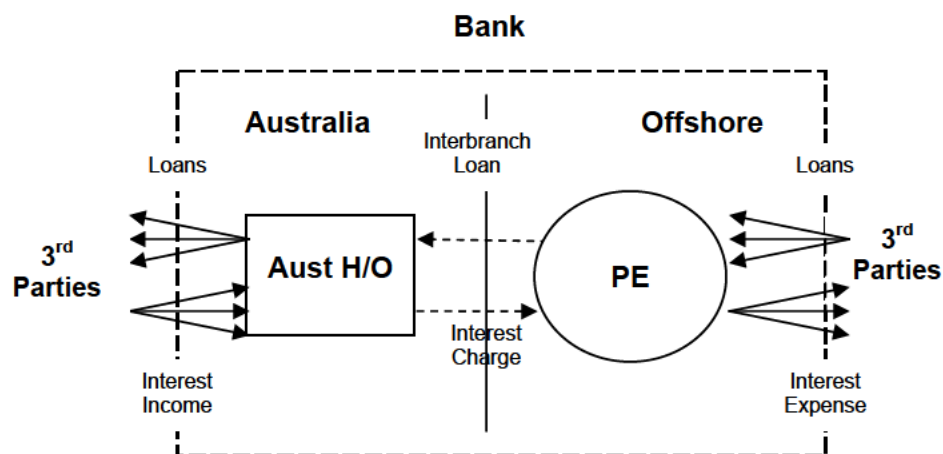 Bank
Australia
Offshore
Loans
Interbranch
Loan
Loans
3rd
Parties
Aust H/O
PE
3rd
Parties
Interest
Income
Interest
Charge
Interest
Expense